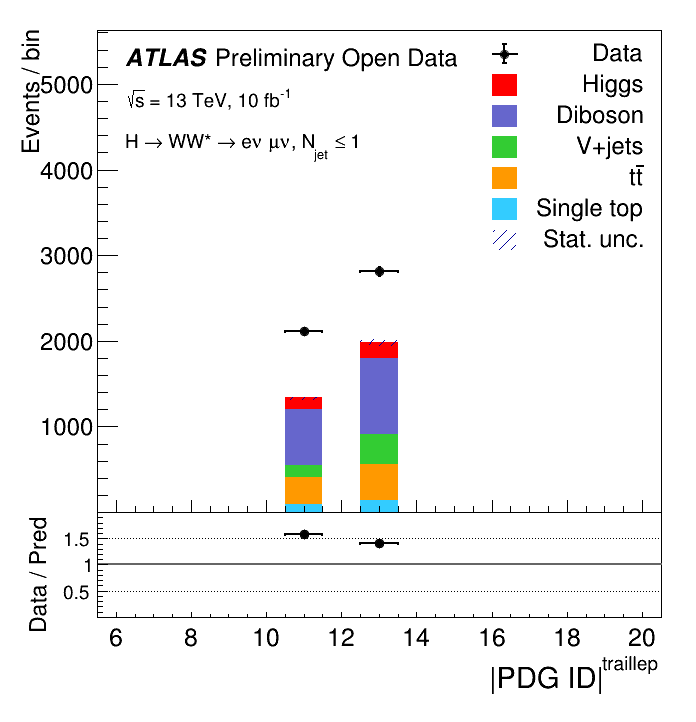 ATLAS Preliminary Open Data
√s = 13 TeV, 10 fb⁻¹
H → WW* → eν μν, N_jet ≤ 1
Data
Higgs
Diboson
V+jets
tt̅
Single top
Stat. unc.
Events / bin
5000
4000
3000
2000
1000
Data / Pred
1.5
1
0.5
6 8 10 12 14 16 18 20
|PDG ID|^traillep